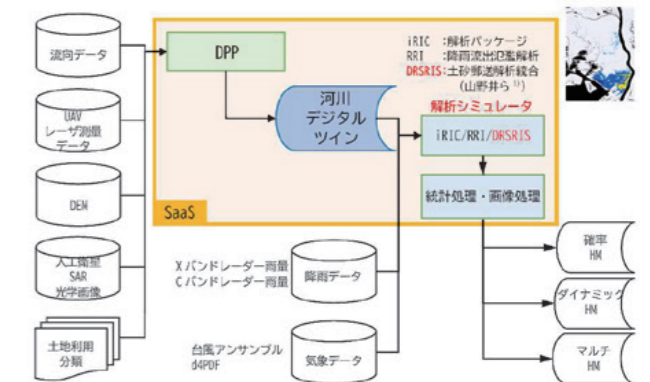 流向データ
UAV
レーザ測量
データ
DEM
人工衛星
SAR
光学画像
土地利用
分類
DPP
河川
デジタル
ツイン
iRIC :解析パッケージ
RRI :降雨流出氾濫解析
DRSRIS:土砂郵送解析統合
(山野井ら
解析シミュレータ
iRIC/RRI/DRSRIS
統計処理・画像処理
SaaS
Xバンドレーダー雨量
Cバンドレーダー雨量
降雨データ
台風アンサンブル
d4PDF
気象データ
確率
HM
ダイナミック
HM
マルチ
HM